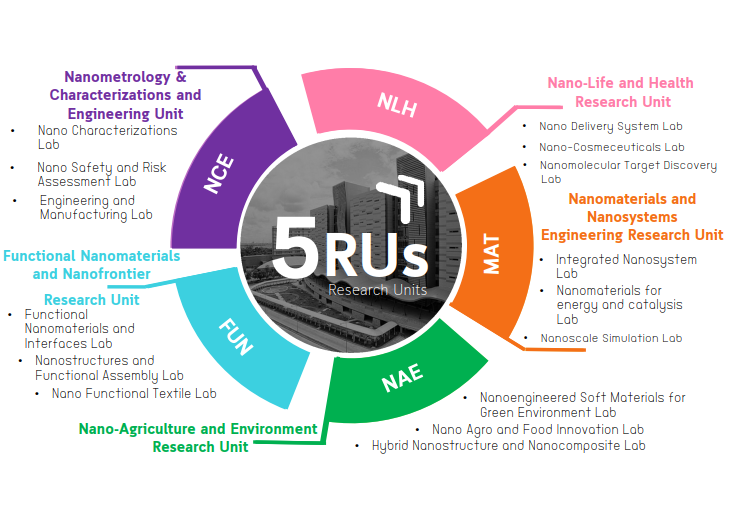 Nanometrology &
Characterizations and
Engineering Unit
• Nano Characterizations
Lab
• Nano Safety and Risk
Assessment Lab
• Engineering and
Manufacturing Lab
NCE
NLH
Nano-Life and Health
Research Unit
• Nano Delivery System Lab
• Nano-Cosmeceuticals Lab
• Nanomolecular Target Discovery
Lab
5RUs
Research Units
MAT
Nanomaterials and
Nanosystems
Engineering Research Unit
• Integrated Nanosystem
Lab
• Nanomaterials for
energy and catalysis
Lab
• Nanoscale Simulation Lab
Functional Nanomaterials
and Nanofrontier
Research Unit
• Functional
Nanomaterials and
Interfaces Lab
• Nanostructures and
Functional Assembly Lab
• Nano Functional Textile Lab
FUN
NAE
Nano-Agriculture and Environment
Research Unit
• Nanoengineered Soft Materials for
Green Environment Lab
• Nano Agro and Food Innovation Lab
• Hybrid Nanostructure and Nanocomposite Lab